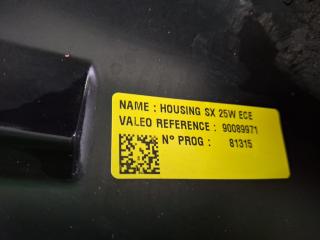 NAME : HOUSING SX 25W ECE
VALEO REFERENCE : 90089971
N° PROG : 81315